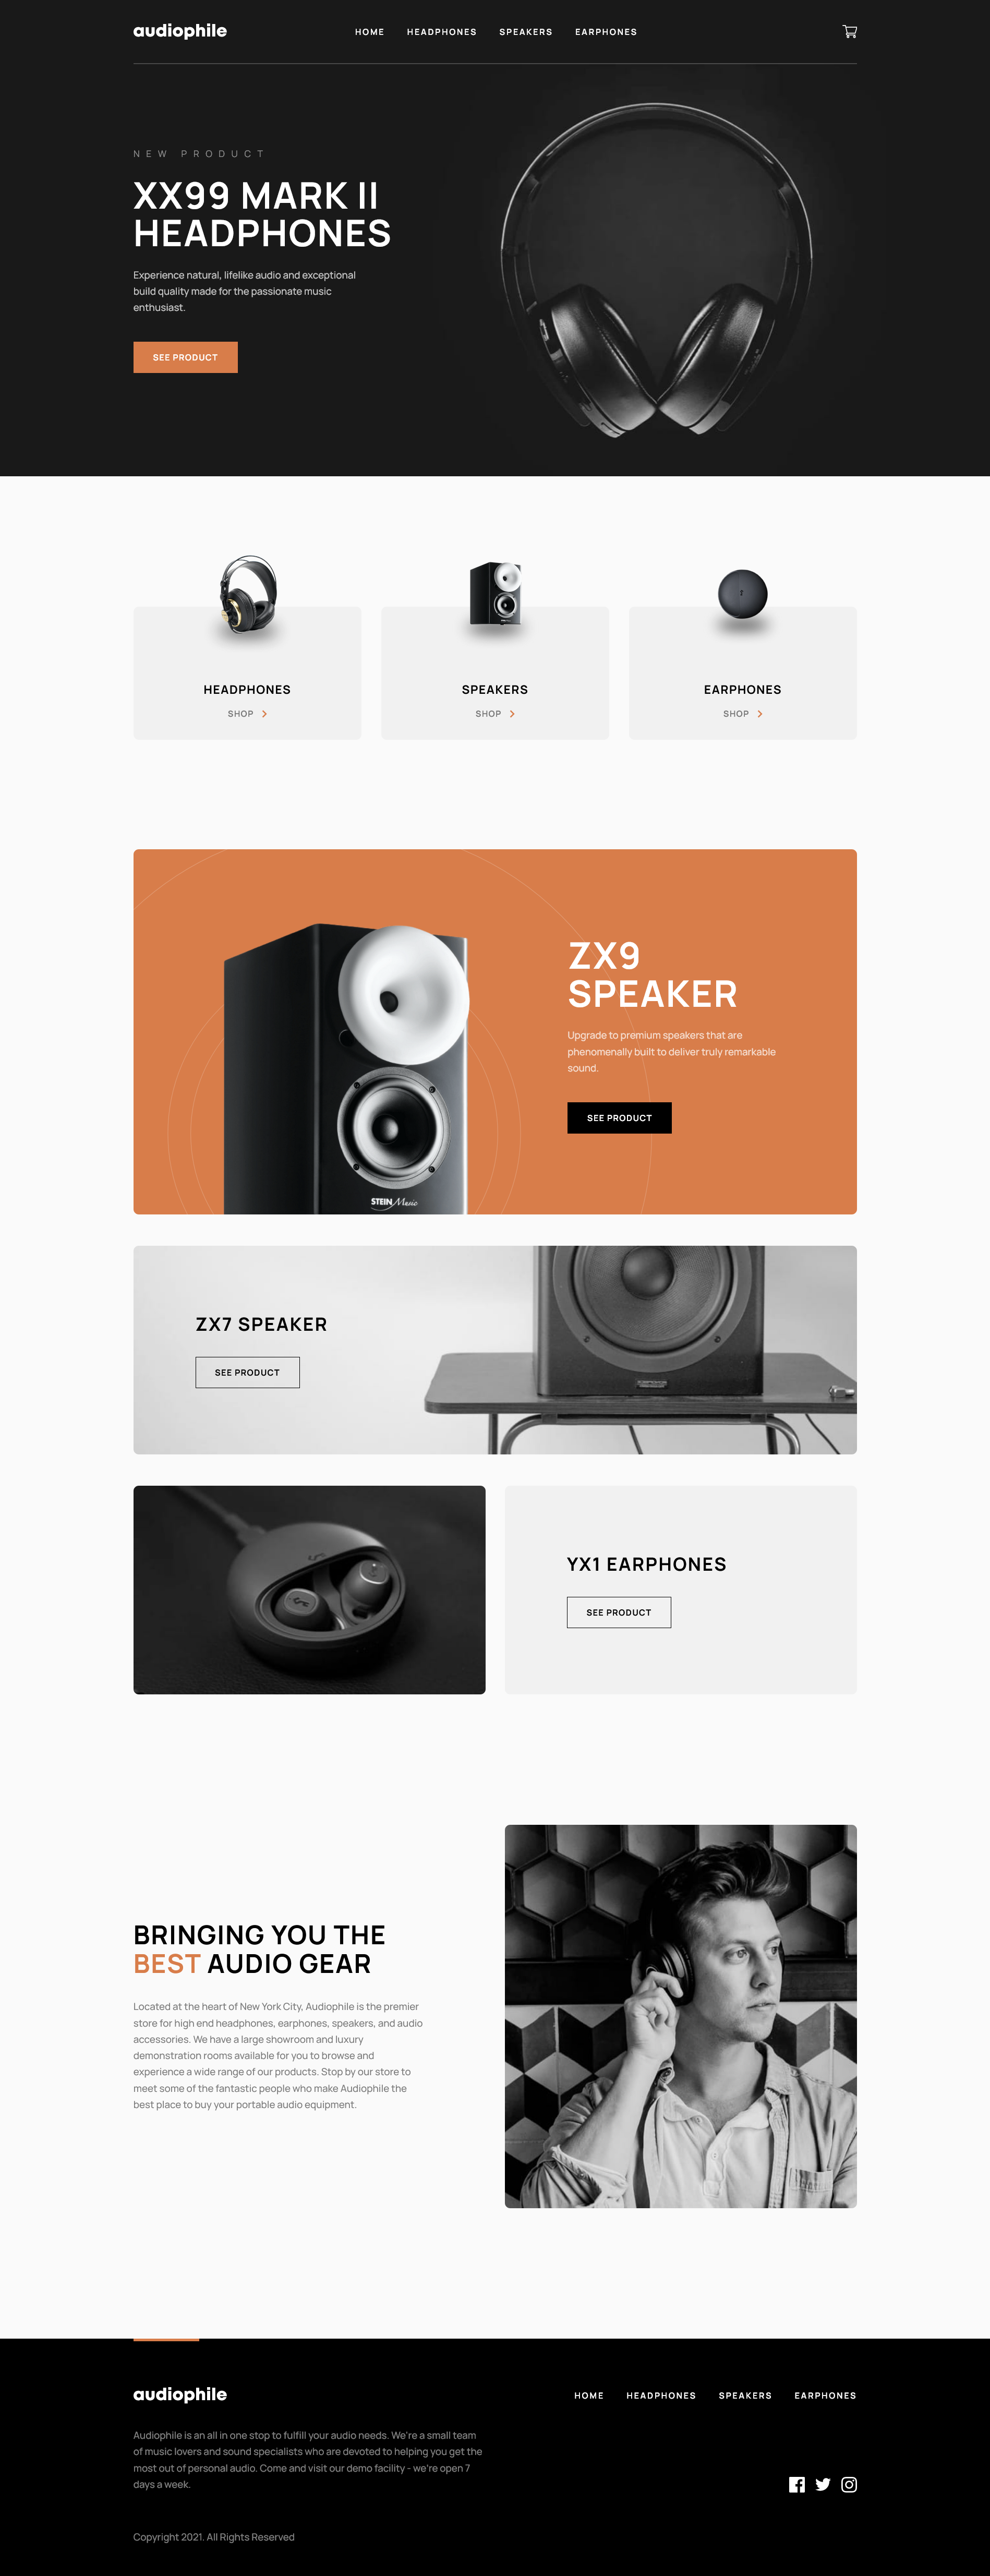 audiophile
HOME HEADPHONES SPEAKERS EARPHONES
NEW PRODUCT
XX99 MARK II
HEADPHONES
Experience natural, lifelike audio and exceptional
build quality made for the passionate music
enthusiast.
SEE PRODUCT
HEADPHONES
SHOP
SPEAKERS
SHOP
EARPHONES
SHOP
ZX9
SPEAKER
Upgrade to premium speakers that are
phenomenally built to deliver truly remarkable
sound.
SEE PRODUCT
STEIN Music
ZX7 SPEAKER
SEE PRODUCT
YX1 EARPHONES
SEE PRODUCT
BRINGING YOU THE
BEST AUDIO GEAR
Located at the heart of New York City, Audiophile is the premier
store for high end headphones, earphones, speakers, and audio
accessories. We have a large showroom and luxury
demonstration rooms available for you to browse and
experience a wide range of our products. Stop by our store to
meet some of the fantastic people who make Audiophile the
best place to buy your portable audio equipment.
audiophile
HOME HEADPHONES SPEAKERS EARPHONES
Audiophile is an all in one stop to fulfill your audio needs. We're a small team
of music lovers and sound specialists who are devoted to helping you get the
most out of personal audio. Come and visit our demo facility - we're open 7
days a week.
Copyright 2021. All Rights Reserved